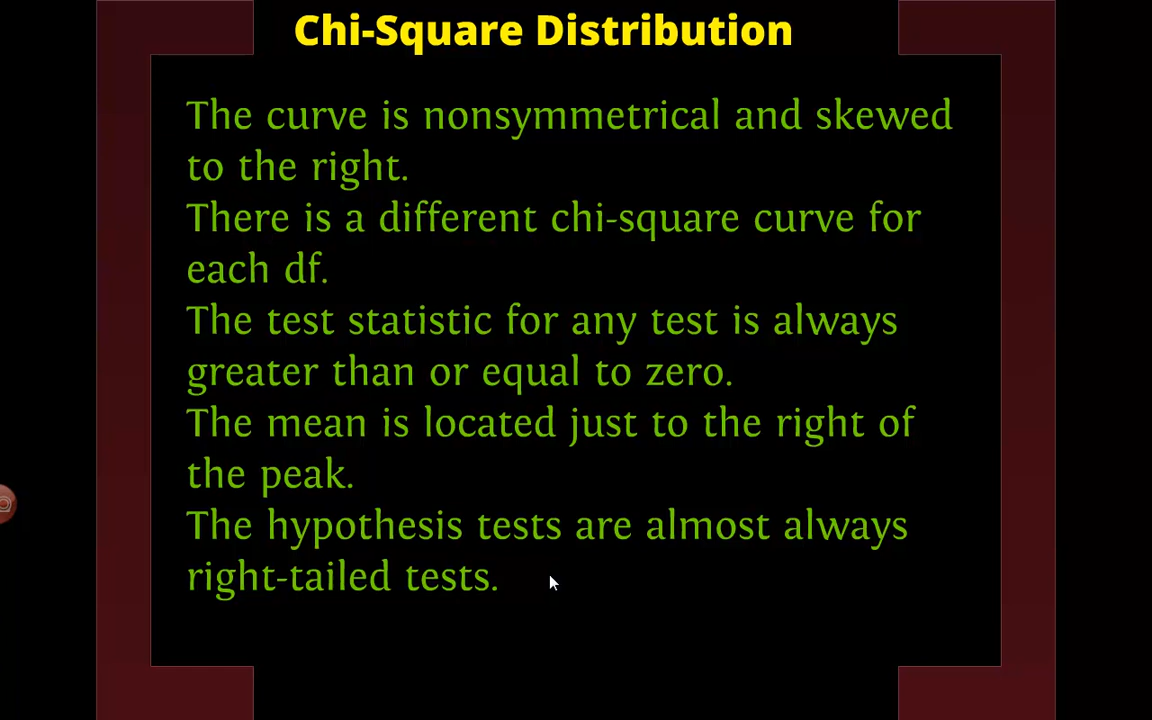 Chi-Square Distribution
The curve is nonsymmetrical and skewed
to the right.
There is a different chi-square curve for
each df.
The test statistic for any test is always
greater than or equal to zero.
The mean is located just to the right of
the peak.
The hypothesis tests are almost always
right-tailed tests.